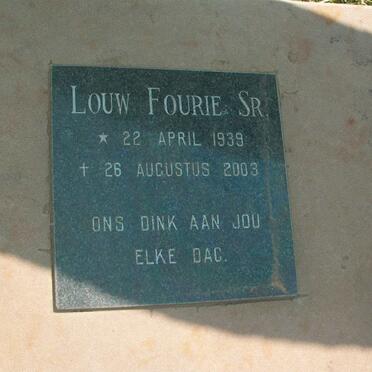 LOUW FOURIE SR.
★ 22 APRIL 1939
† 26 AUGUSTUS 2003
ONS DINK AAN JOU
ELKE DAG.